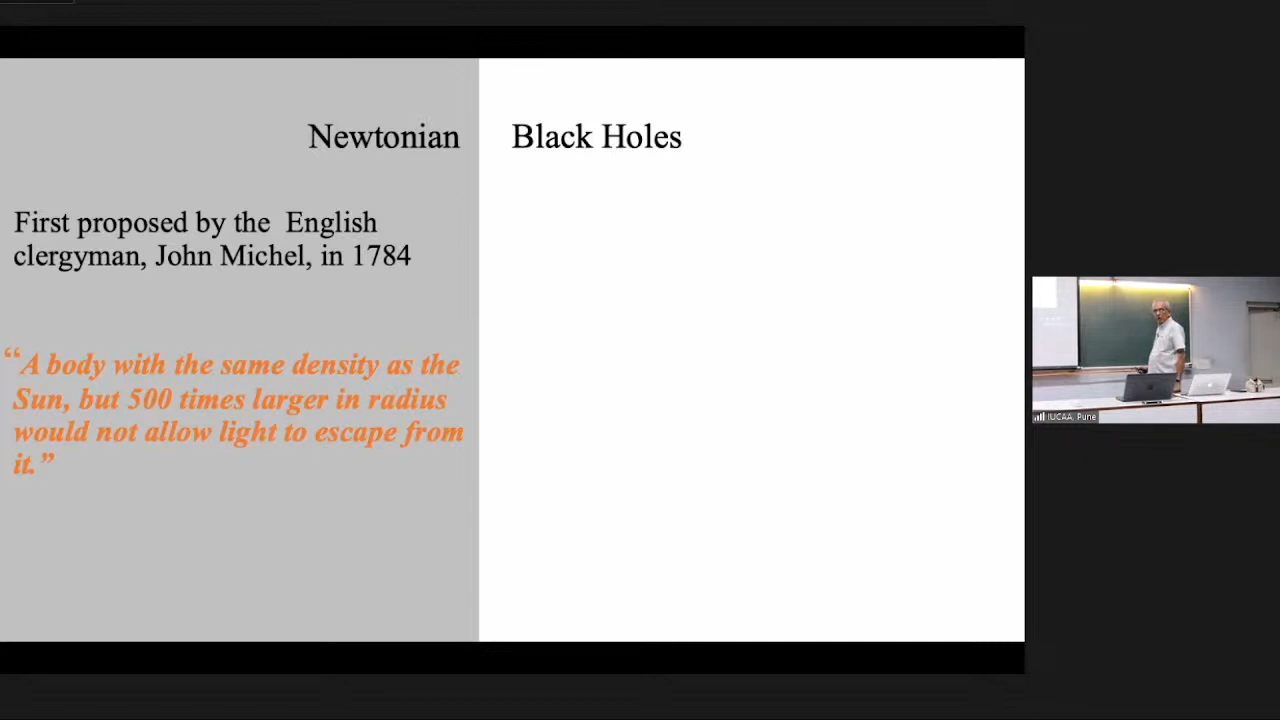 Newtonian Black Holes
First proposed by the English
clergyman, John Michel, in 1784
“A body with the same density as the
Sun, but 500 times larger in radius
would not allow light to escape from
it.”
IUCAA, Pune